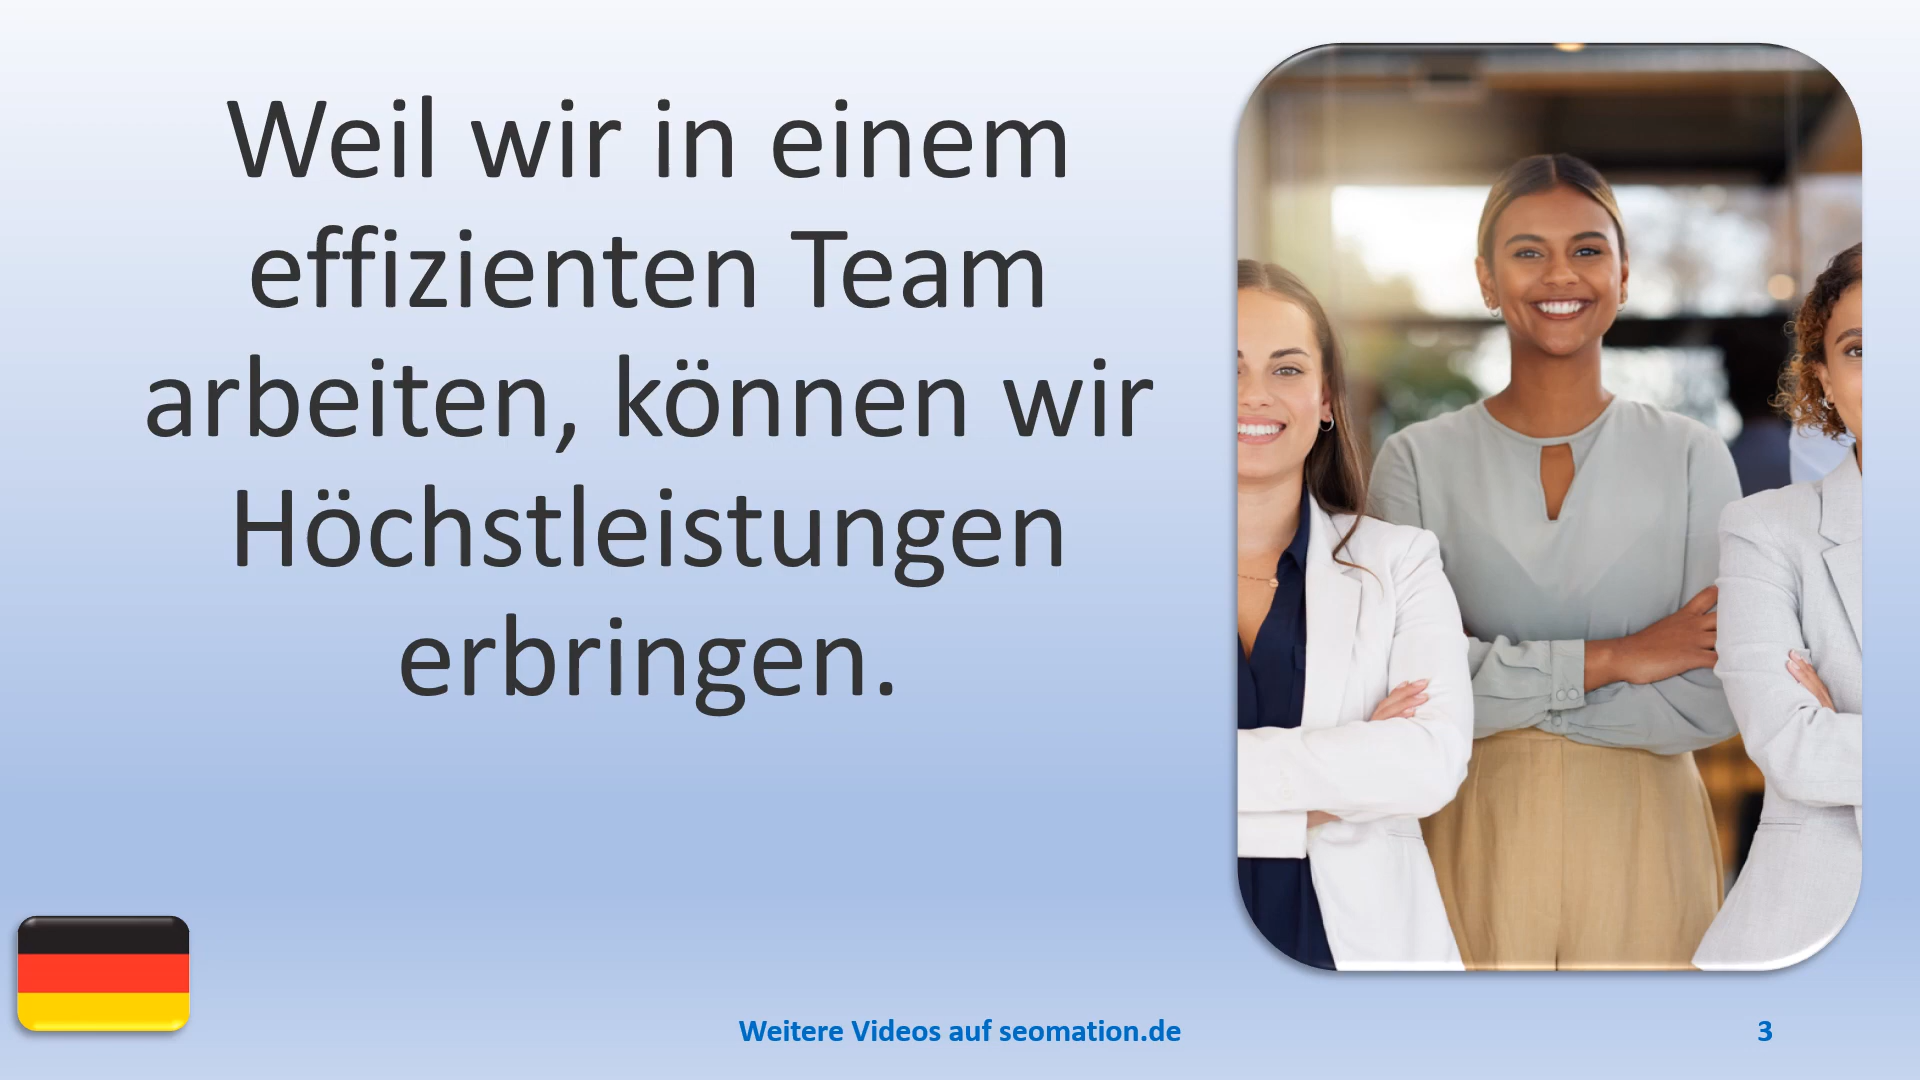 Weil wir in einem
effizienten Team
arbeiten, können wir
Höchstleistungen
erbringen.
Weitere Videos auf seomation.de
3